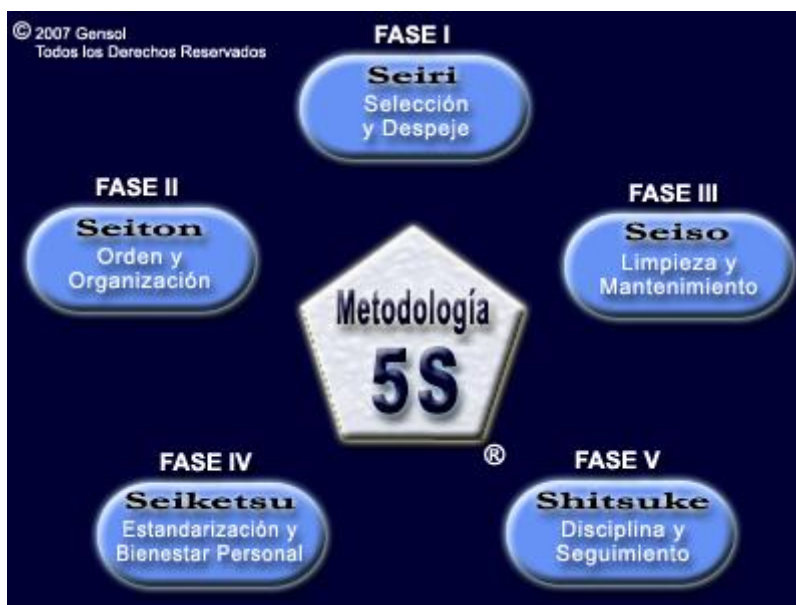 © 2007 Gensol
Todos los Derechos Reservados
FASE I
Seiri
Selección
y Despeje
FASE II
Seiton
Orden y
Organización
FASE III
Seiso
Limpieza y
Mantenimiento
Metodología
5S
®
FASE IV
Seiketsu
Estandarización y
Bienestar Personal
FASE V
Shitsuke
Disciplina y
Seguimiento